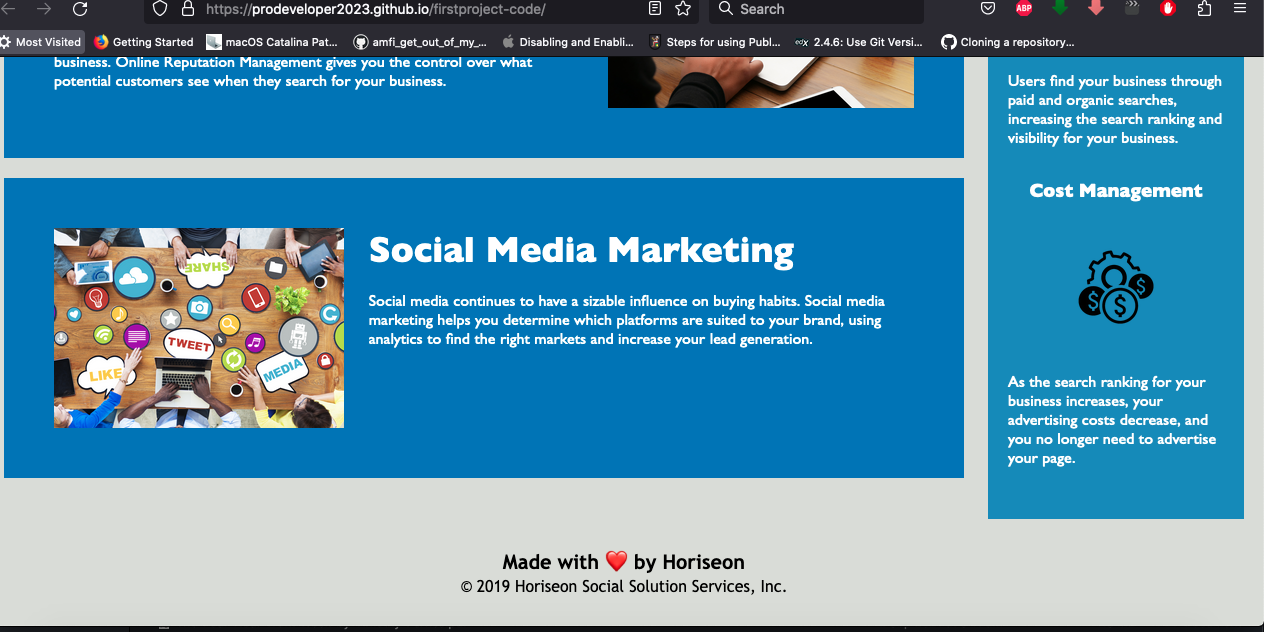 https://prodeveloper2023.github.io/firstproject-code/
Search
ABP
Most Visited
Getting Started
macOS Catalina Pat...
amfi_get_out_of_my_...
Disabling and Enabli...
Steps for using Publ...
edX
2.4.6: Use Git Versi...
Cloning a repository...
business. Online Reputation Management gives you the control over what
potential customers see when they search for your business.
Social Media Marketing
Social media continues to have a sizable influence on buying habits. Social media
marketing helps you determine which platforms are suited to your brand, using
analytics to find the right markets and increase your lead generation.
SHARE
TWEET
LIKE
MEDIA
Users find your business through
paid and organic searches,
increasing the search ranking and
visibility for your business.
Cost Management
$ $ $
As the search ranking for your
business increases, your
advertising costs decrease, and
you no longer need to advertise
your page.
Made with ❤️ by Horiseon
© 2019 Horiseon Social Solution Services, Inc.